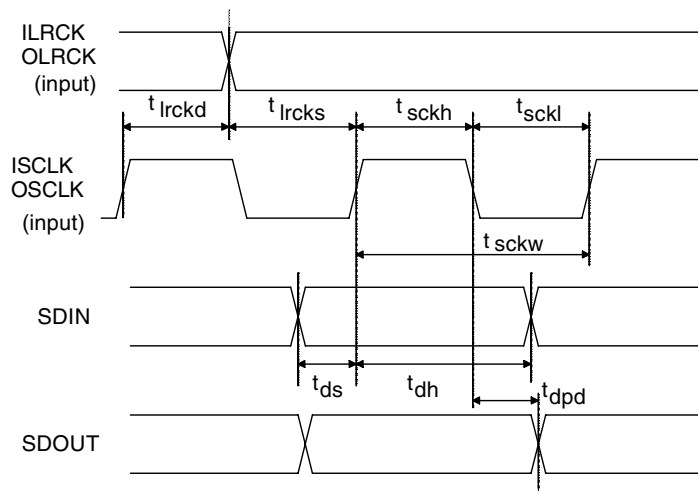 ILRCK
OLRCK
(input)
t lrckd
t lrcks
t sckh
t sckl
ISCLK
OSCLK
(input)
t sckw
SDIN
t ds
t dh
t dpd
SDOUT